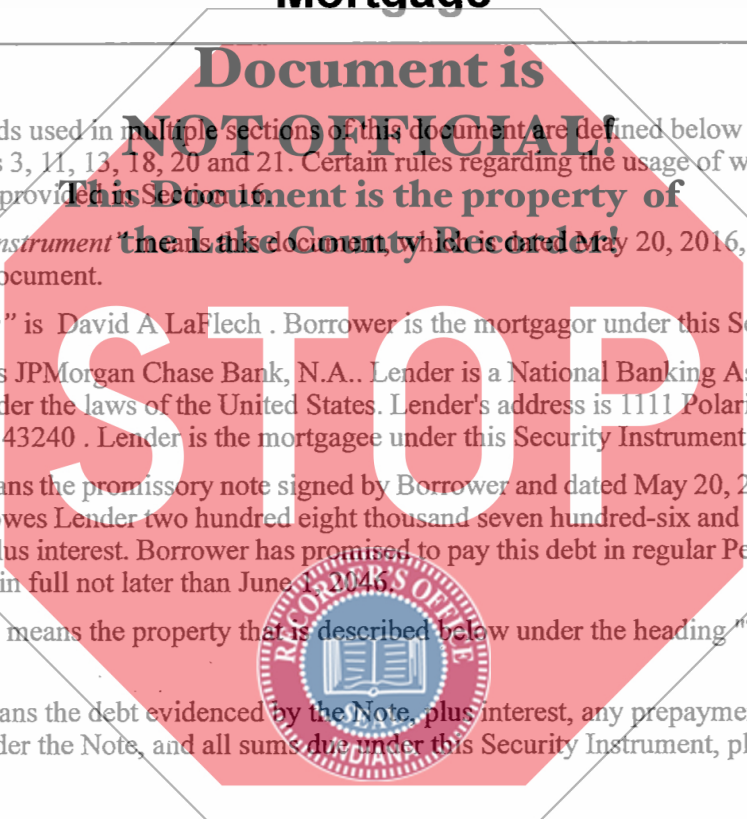 Mortgage
Document is
NOT OFFICIAL!
This Document is the property of
the Lake County Recorder!
STOP
ds used in multiple sections of this document are defined below
s 3, 11, 13, 18, 20 and 21. Certain rules regarding the usage of w
provided in Section 16.
nstrument" means this document, which is dated May 20, 2016,
ocument.
" is David A LaFlech . Borrower is the mortgagor under this Se
s JPMorgan Chase Bank, N.A.. Lender is a National Banking As
der the laws of the United States. Lender's address is 1111 Polari
43240 . Lender is the mortgagee under this Security Instrument
ans the promissory note signed by Borrower and dated May 20, 2
owes Lender two hundred eight thousand seven hundred-six and
lus interest. Borrower has promised to pay this debt in regular Pe
in full not later than June 1, 2046.
means the property that is described below under the heading "
ans the debt evidenced by the Note, plus interest, any prepayme
der the Note, and all sums due under this Security Instrument, pl
RECORDER'S OFFICE
INDIANA